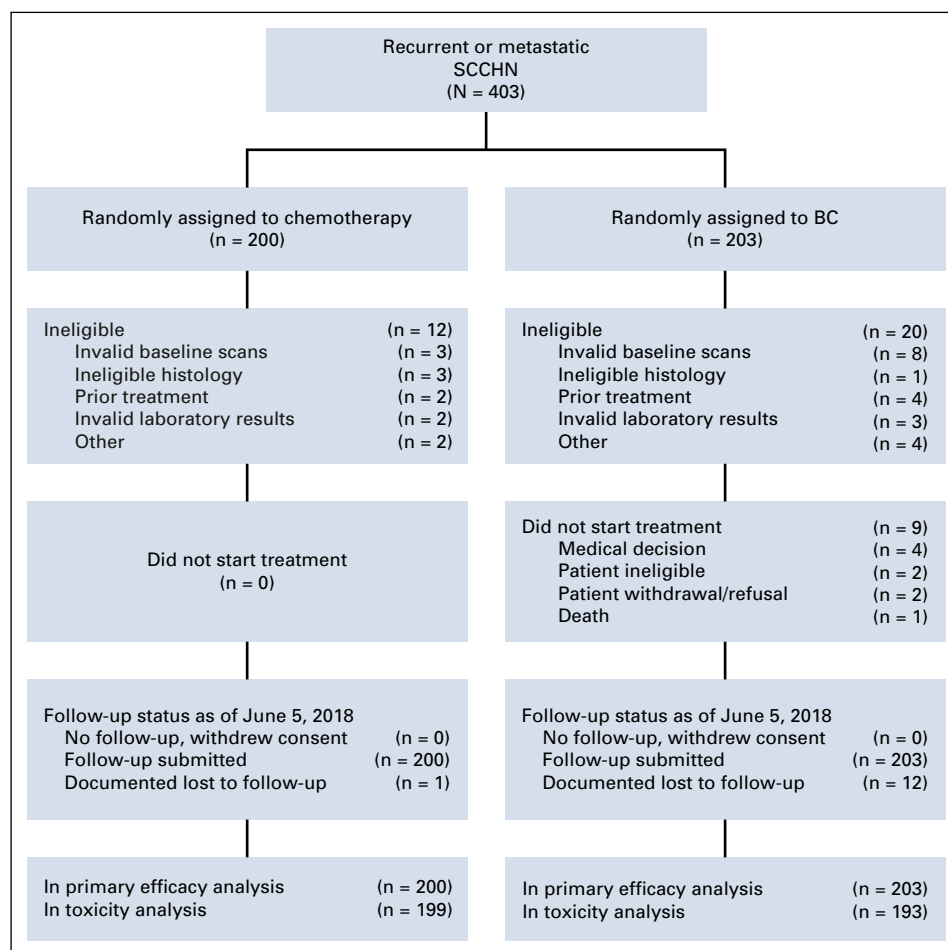 Recurrent or metastatic
SCCHN
(N = 403)
Randomly assigned to chemotherapy
(n = 200)
Randomly assigned to BC
(n = 203)
Ineligible (n = 12)
Invalid baseline scans (n = 3)
Ineligible histology (n = 3)
Prior treatment (n = 2)
Invalid laboratory results (n = 2)
Other (n = 2)
Ineligible (n = 20)
Invalid baseline scans (n = 8)
Ineligible histology (n = 1)
Prior treatment (n = 4)
Invalid laboratory results (n = 3)
Other (n = 4)
Did not start treatment
(n = 0)
Did not start treatment (n = 9)
Medical decision (n = 4)
Patient ineligible (n = 2)
Patient withdrawal/refusal (n = 2)
Death (n = 1)
Follow-up status as of June 5, 2018
No follow-up, withdrew consent (n = 0)
Follow-up submitted (n = 200)
Documented lost to follow-up (n = 1)
Follow-up status as of June 5, 2018
No follow-up, withdrew consent (n = 0)
Follow-up submitted (n = 203)
Documented lost to follow-up (n = 12)
In primary efficacy analysis (n = 200)
In toxicity analysis (n = 199)
In primary efficacy analysis (n = 203)
In toxicity analysis (n = 193)